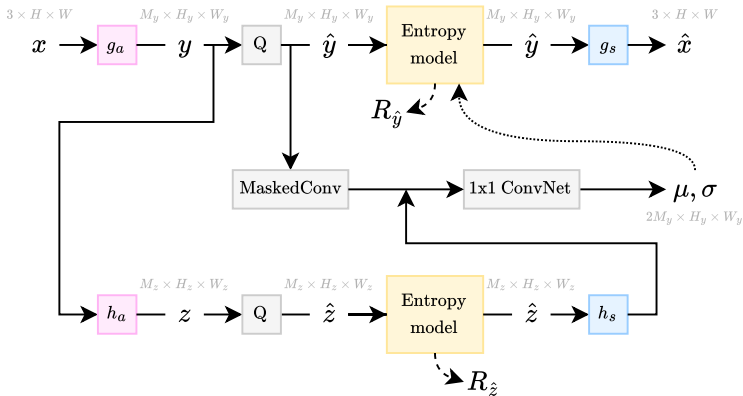 3 × H × W
M_y × H_y × W_y
M_y × H_y × W_y
M_y × H_y × W_y
3 × H × W
x
g_a
y
Q
ŷ
Entropy
model
ŷ
g_s
x̂
R_ŷ
MaskedConv
1x1 ConvNet
μ, σ
2M_y × H_y × W_y
M_z × H_z × W_z
M_z × H_z × W_z
M_z × H_z × W_z
h_a
z
Q
ẑ
Entropy
model
ẑ
h_s
R_ẑ